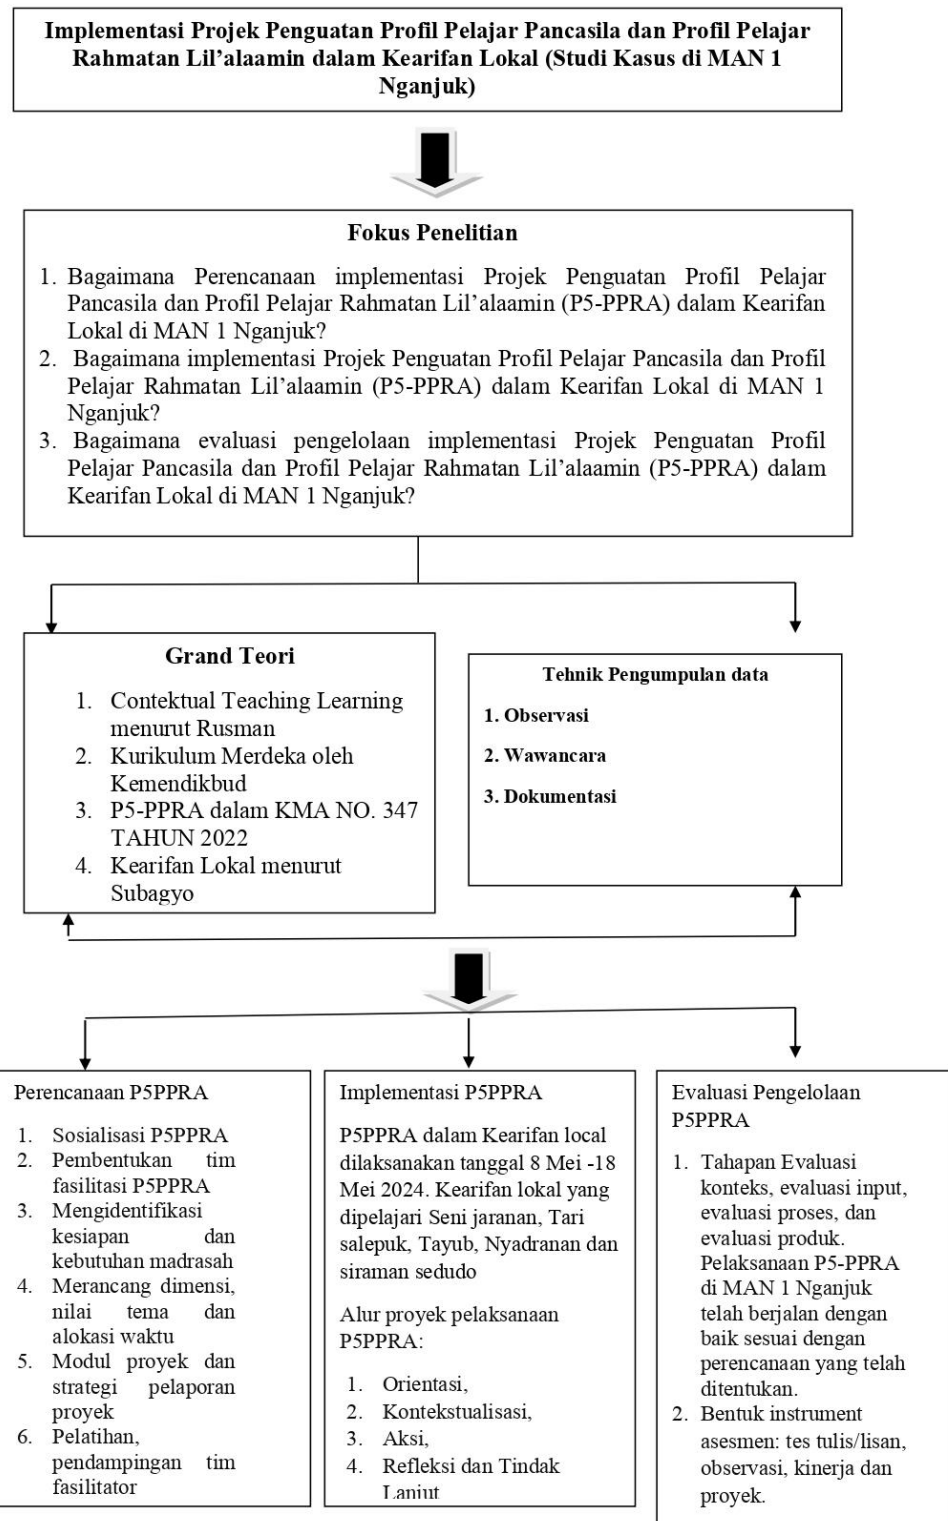 Implementasi Projek Penguatan Profil Pelajar Pancasila dan Profil Pelajar
Rahmatan Lil’alaamin dalam Kearifan Lokal (Studi Kasus di MAN 1
Nganjuk)
Fokus Penelitian
1. Bagaimana Perencanaan implementasi Projek Penguatan Profil Pelajar
Pancasila dan Profil Pelajar Rahmatan Lil’alaamin (P5-PPRA) dalam Kearifan
Lokal di MAN 1 Nganjuk?
2. Bagaimana implementasi Projek Penguatan Profil Pelajar Pancasila dan Profil
Pelajar Rahmatan Lil’alaamin (P5-PPRA) dalam Kearifan Lokal di MAN 1
Nganjuk?
3. Bagaimana evaluasi pengelolaan implementasi Projek Penguatan Profil
Pelajar Pancasila dan Profil Pelajar Rahmatan Lil’alaamin (P5-PPRA) dalam
Kearifan Lokal di MAN 1 Nganjuk?
Grand Teori
1. Contektual Teaching Learning
menurut Rusman
2. Kurikulum Merdeka oleh
Kemendikbud
3. P5-PPRA dalam KMA NO. 347
TAHUN 2022
4. Kearifan Lokal menurut
Subagyo
Tehnik Pengumpulan data
1. Observasi
2. Wawancara
3. Dokumentasi
Perencanaan P5PPRA
1. Sosialisasi P5PPRA
2. Pembentukan tim
fasilitasi P5PPRA
3. Mengidentifikasi
kesiapan dan
kebutuhan madrasah
4. Merancang dimensi,
nilai tema dan
alokasi waktu
5. Modul proyek dan
strategi pelaporan
proyek
6. Pelatihan,
pendampingan tim
fasilitator
Implementasi P5PPRA
P5PPRA dalam Kearifan local
dilaksanakan tanggal 8 Mei -18
Mei 2024. Kearifan lokal yang
dipelajari Seni jaranan, Tari
salepuk, Tayub, Nyadranan dan
siraman sedudo
Alur proyek pelaksanaan
P5PPRA:
1. Orientasi,
2. Kontekstualisasi,
3. Aksi,
4. Refleksi dan Tindak
Lanjut
Evaluasi Pengelolaan
P5PPRA
1. Tahapan Evaluasi
konteks, evaluasi input,
evaluasi proses, dan
evaluasi produk.
Pelaksanaan P5-PPRA
di MAN 1 Nganjuk
telah berjalan dengan
baik sesuai dengan
perencanaan yang telah
ditentukan.
2. Bentuk instrument
asesmen: tes tulis/lisan,
observasi, kinerja dan
proyek.